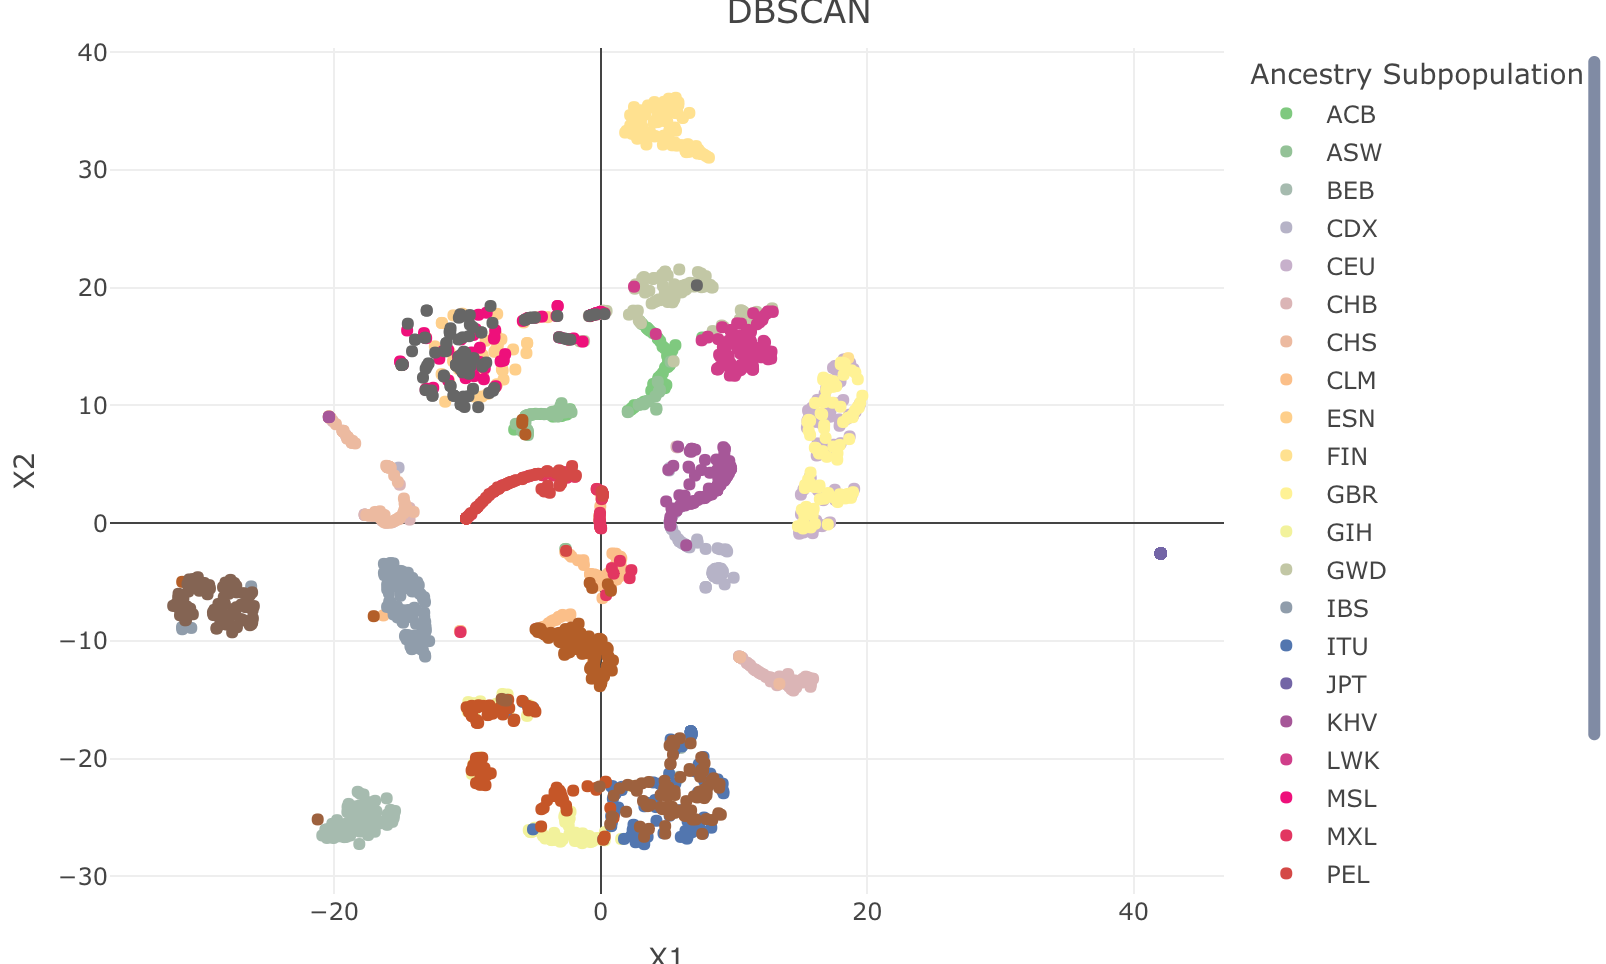 DBSCAN
40
30
20
10
0
−10
−20
−30
X2
−20
0
20
40
X1
Ancestry Subpopulation
ACB
ASW
BEB
CDX
CEU
CHB
CHS
CLM
ESN
FIN
GBR
GIH
GWD
IBS
ITU
JPT
KHV
LWK
MSL
MXL
PEL